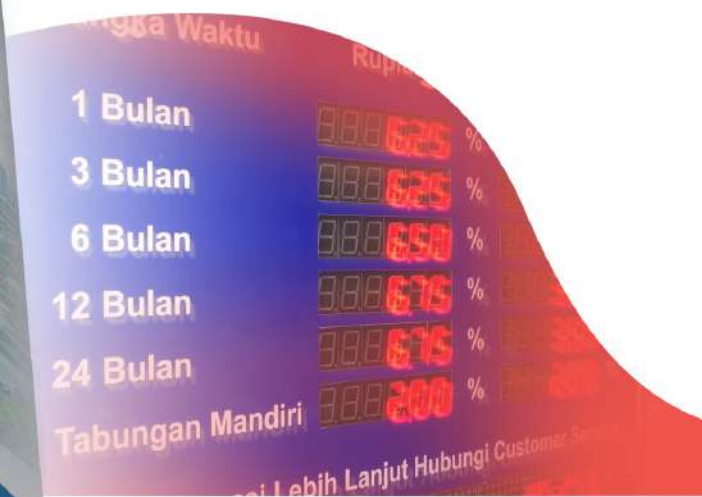 Waktu
1 Bulan 6.25 %
3 Bulan 6.25 %
6 Bulan 6.50 %
12 Bulan 6.75 %
24 Bulan 6.75 %
Tabungan Mandiri 2.00 %
Lebih Lanjut Hubungi Customer